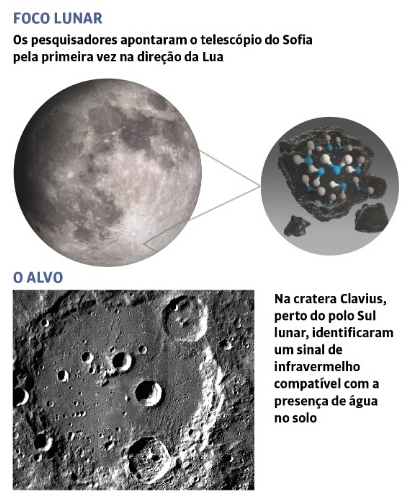 FOCO LUNAR
Os pesquisadores apontaram o telescópio do Sofia
pela primeira vez na direção da Lua
O ALVO
Na cratera Clavius,
perto do polo Sul
lunar, identificaram
um sinal de
infravermelho
compatível com a
presença de água
no solo